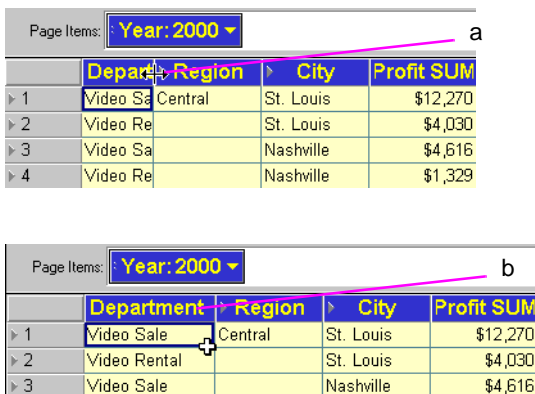 Page Items: Year: 2000 a
Depart Region City Profit SUM
1 Video Sa Central St. Louis $12,270
2 Video Re St. Louis $4,030
3 Video Sa Nashville $4,616
4 Video Re Nashville $1,329
Page Items: Year: 2000 b
Department Region City Profit SUM
1 Video Sale Central St. Louis $12,270
2 Video Rental St. Louis $4,030
3 Video Sale Nashville $4,616